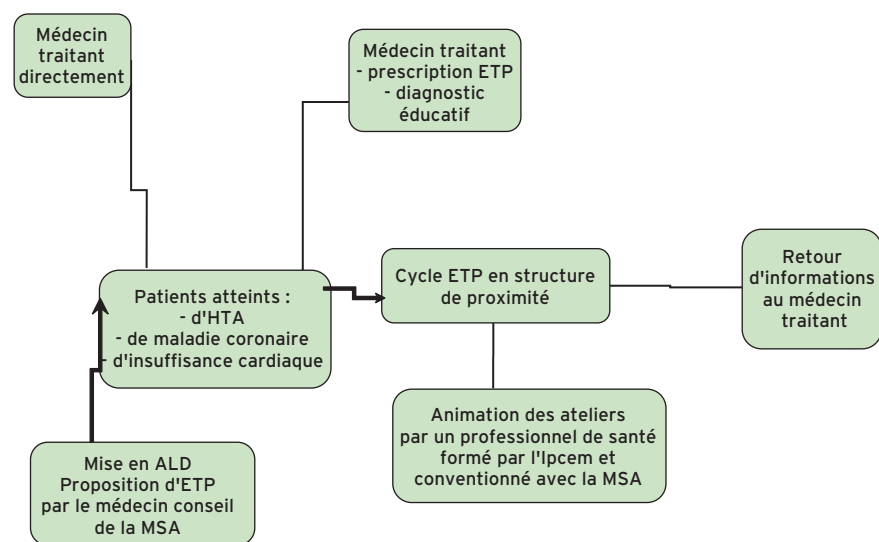 Médecin
traitant
directement
Médecin traitant
- prescription ETP
- diagnostic
éducatif
Patients atteints :
- d'HTA
- de maladie coronaire
- d'insuffisance cardiaque
Cycle ETP en structure
de proximité
Retour
d'informations
au médecin
traitant
Animation des ateliers
par un professionnel de santé
formé par l'Ipcem et
conventionné avec la MSA
Mise en ALD
Proposition d'ETP
par le médecin conseil
de la MSA